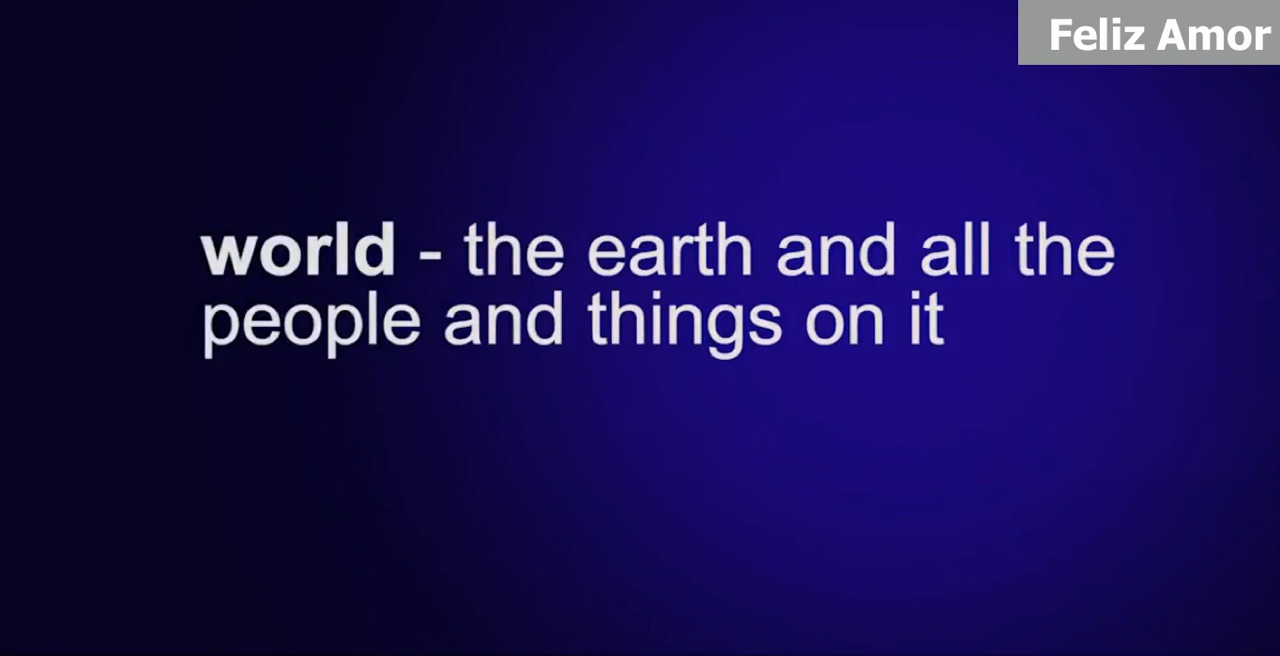 Feliz Amor
world - the earth and all the
people and things on it